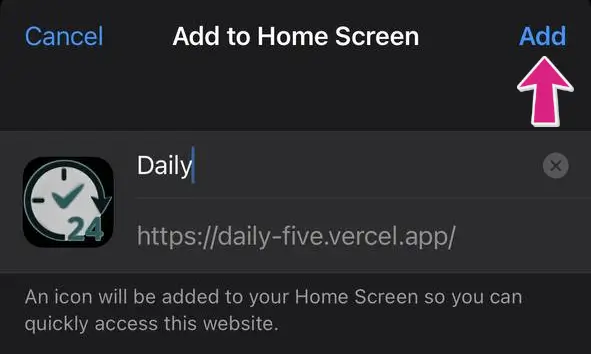 Cancel Add to Home Screen Add
Daily
24
https://daily-five.vercel.app/
An icon will be added to your Home Screen so you can
quickly access this website.